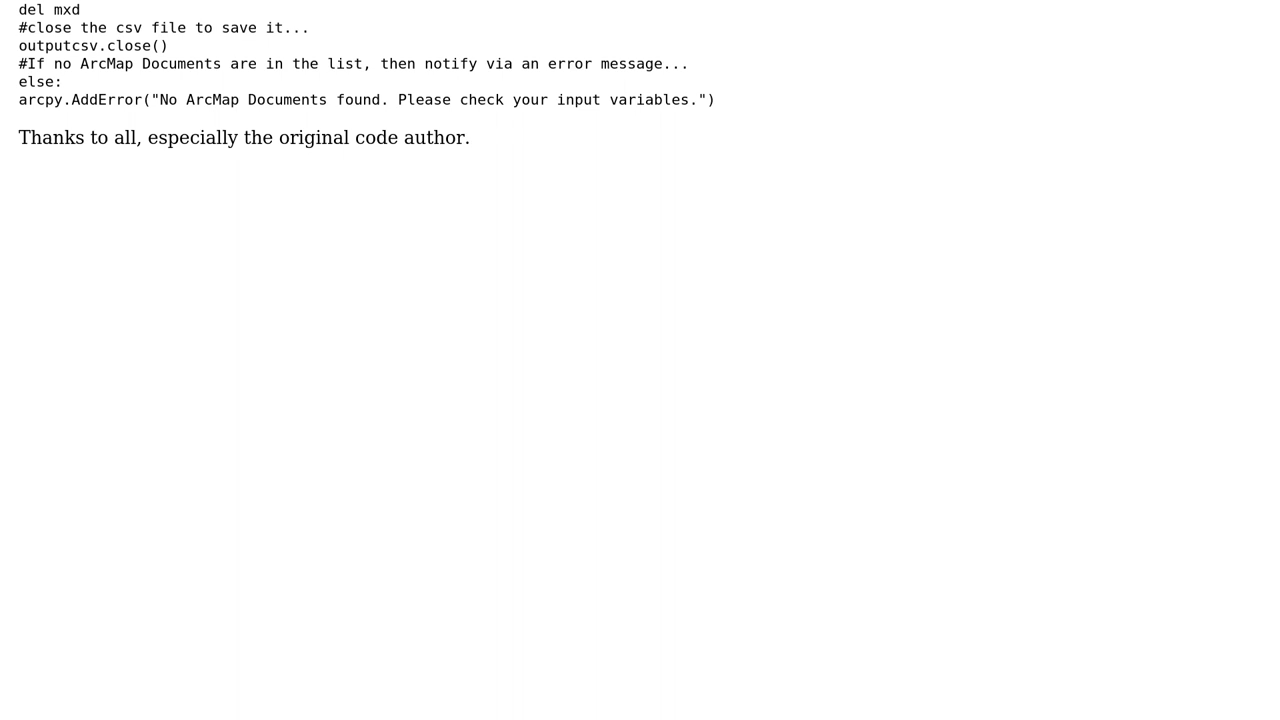 del mxd
#close the csv file to save it...
outputcsv.close()
#If no ArcMap Documents are in the list, then notify via an error message...
else:
arcpy.AddError("No ArcMap Documents found. Please check your input variables.")
Thanks to all, especially the original code author.